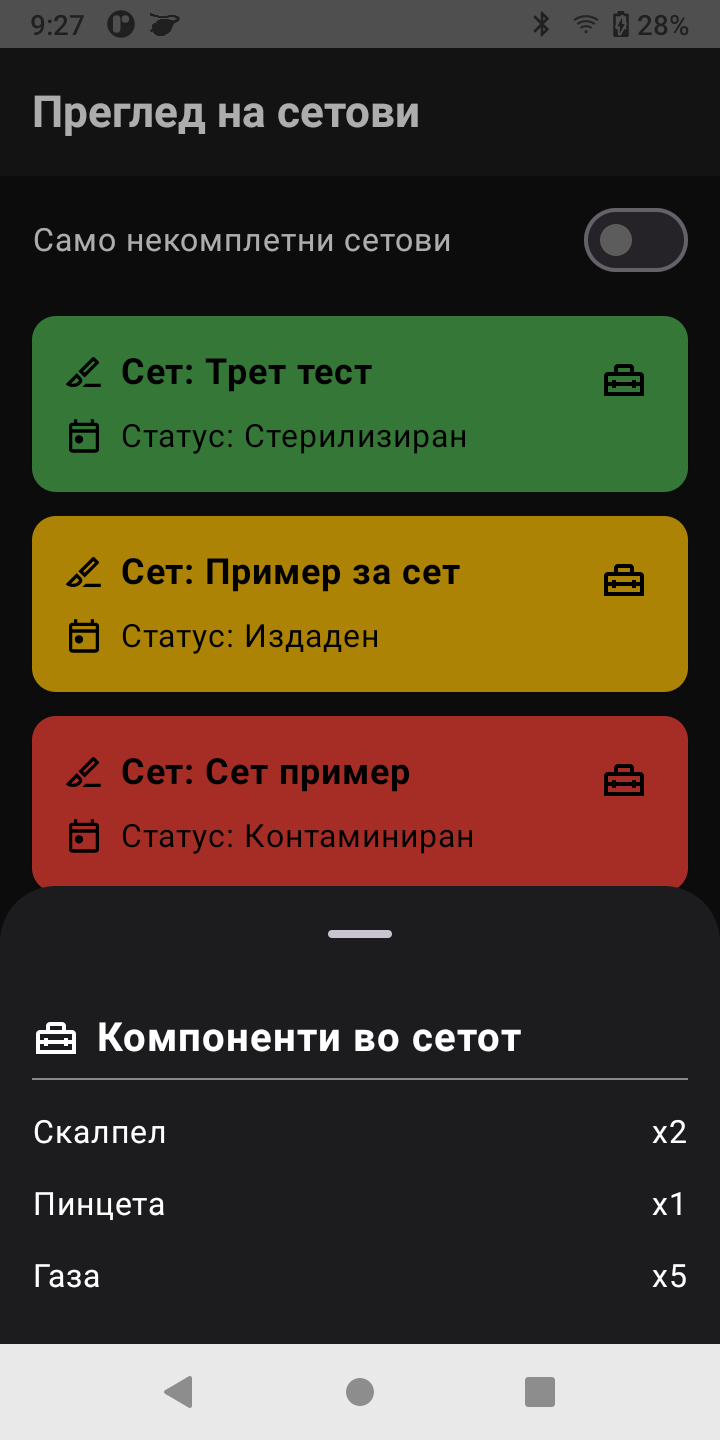 9:27
28%
Преглед на сетови
Само некомплетни сетови
Сет: Трет тест
Статус: Стерилизиран
Сет: Пример за сет
Статус: Издаден
Сет: Сет пример
Статус: Контаминиран
Компоненти во сетот
Скалпел x2
Пинцета x1
Газа x5